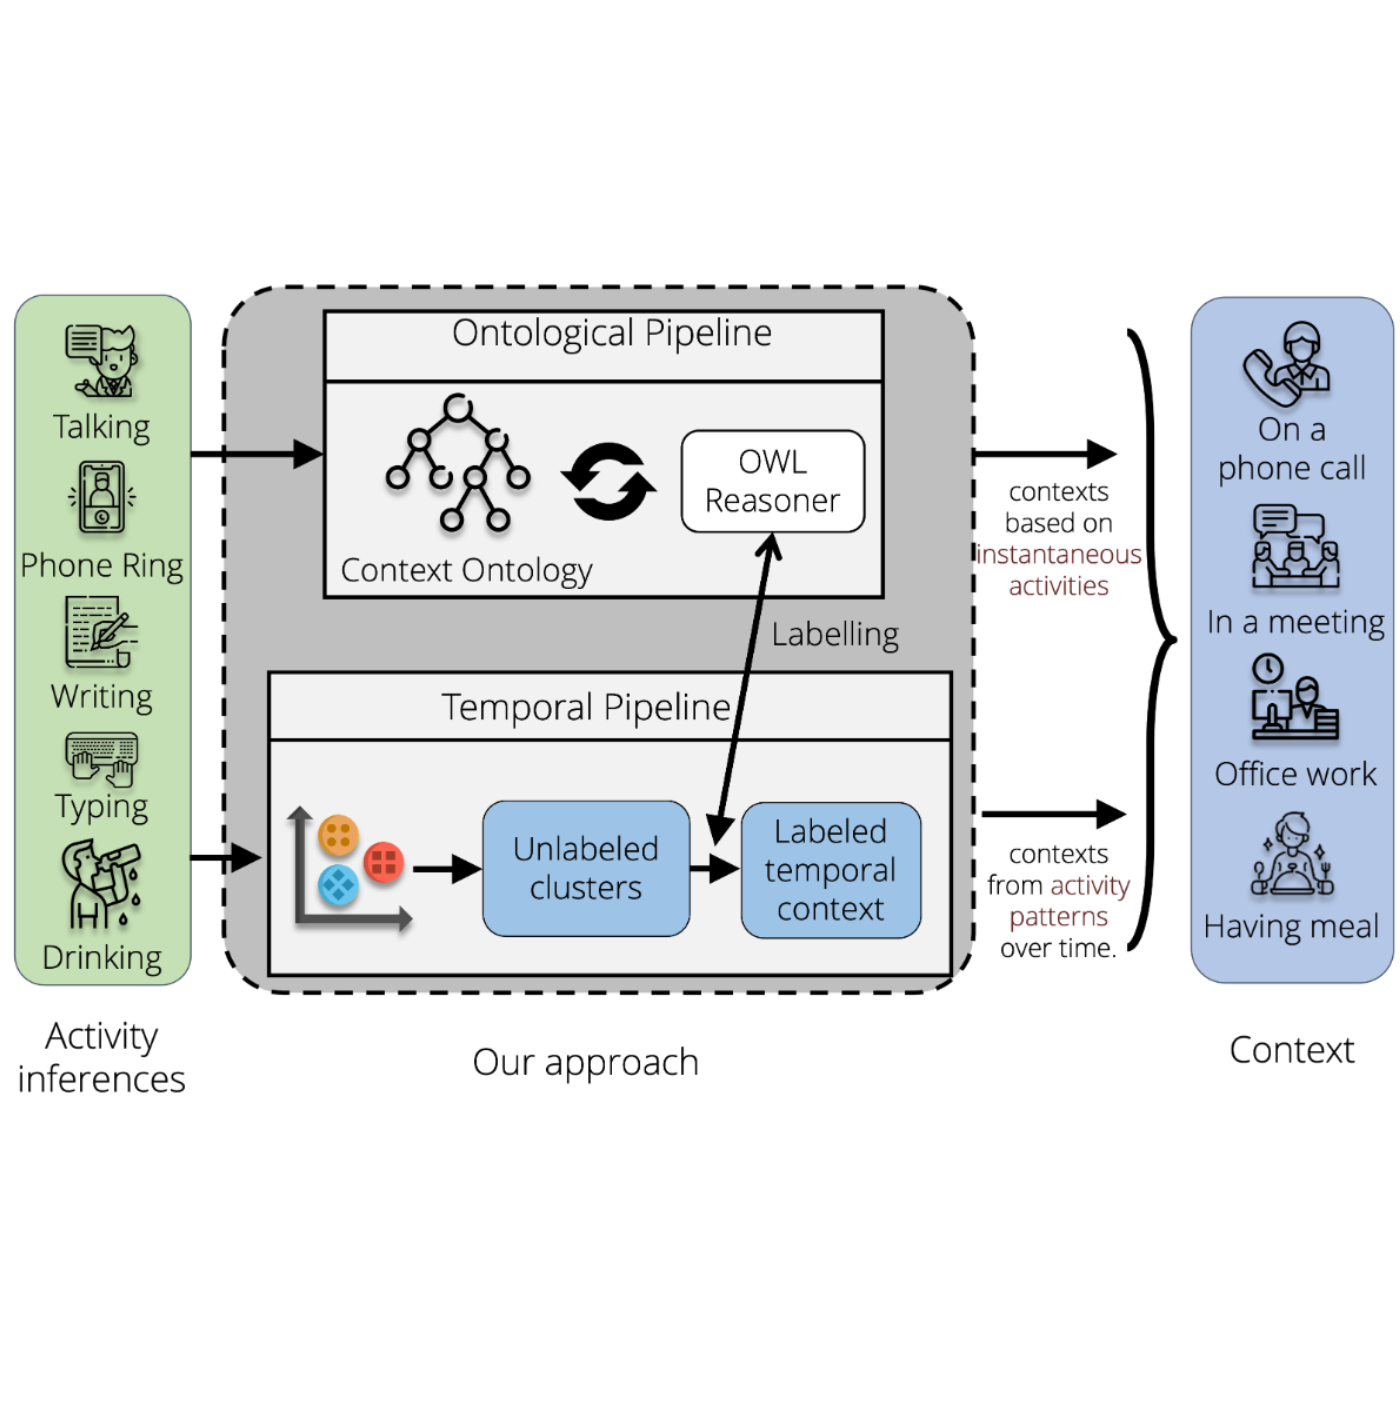 Talking
Phone Ring
Writing
Typing
Drinking
Activity
inferences
Ontological Pipeline
Context Ontology
OWL
Reasoner
Labelling
Temporal Pipeline
Unlabeled
clusters
Labeled
temporal
context
Our approach
contexts
based on
instantaneous
activities
contexts
from activity
patterns
over time.
On a
phone call
In a meeting
Office work
Having meal
Context